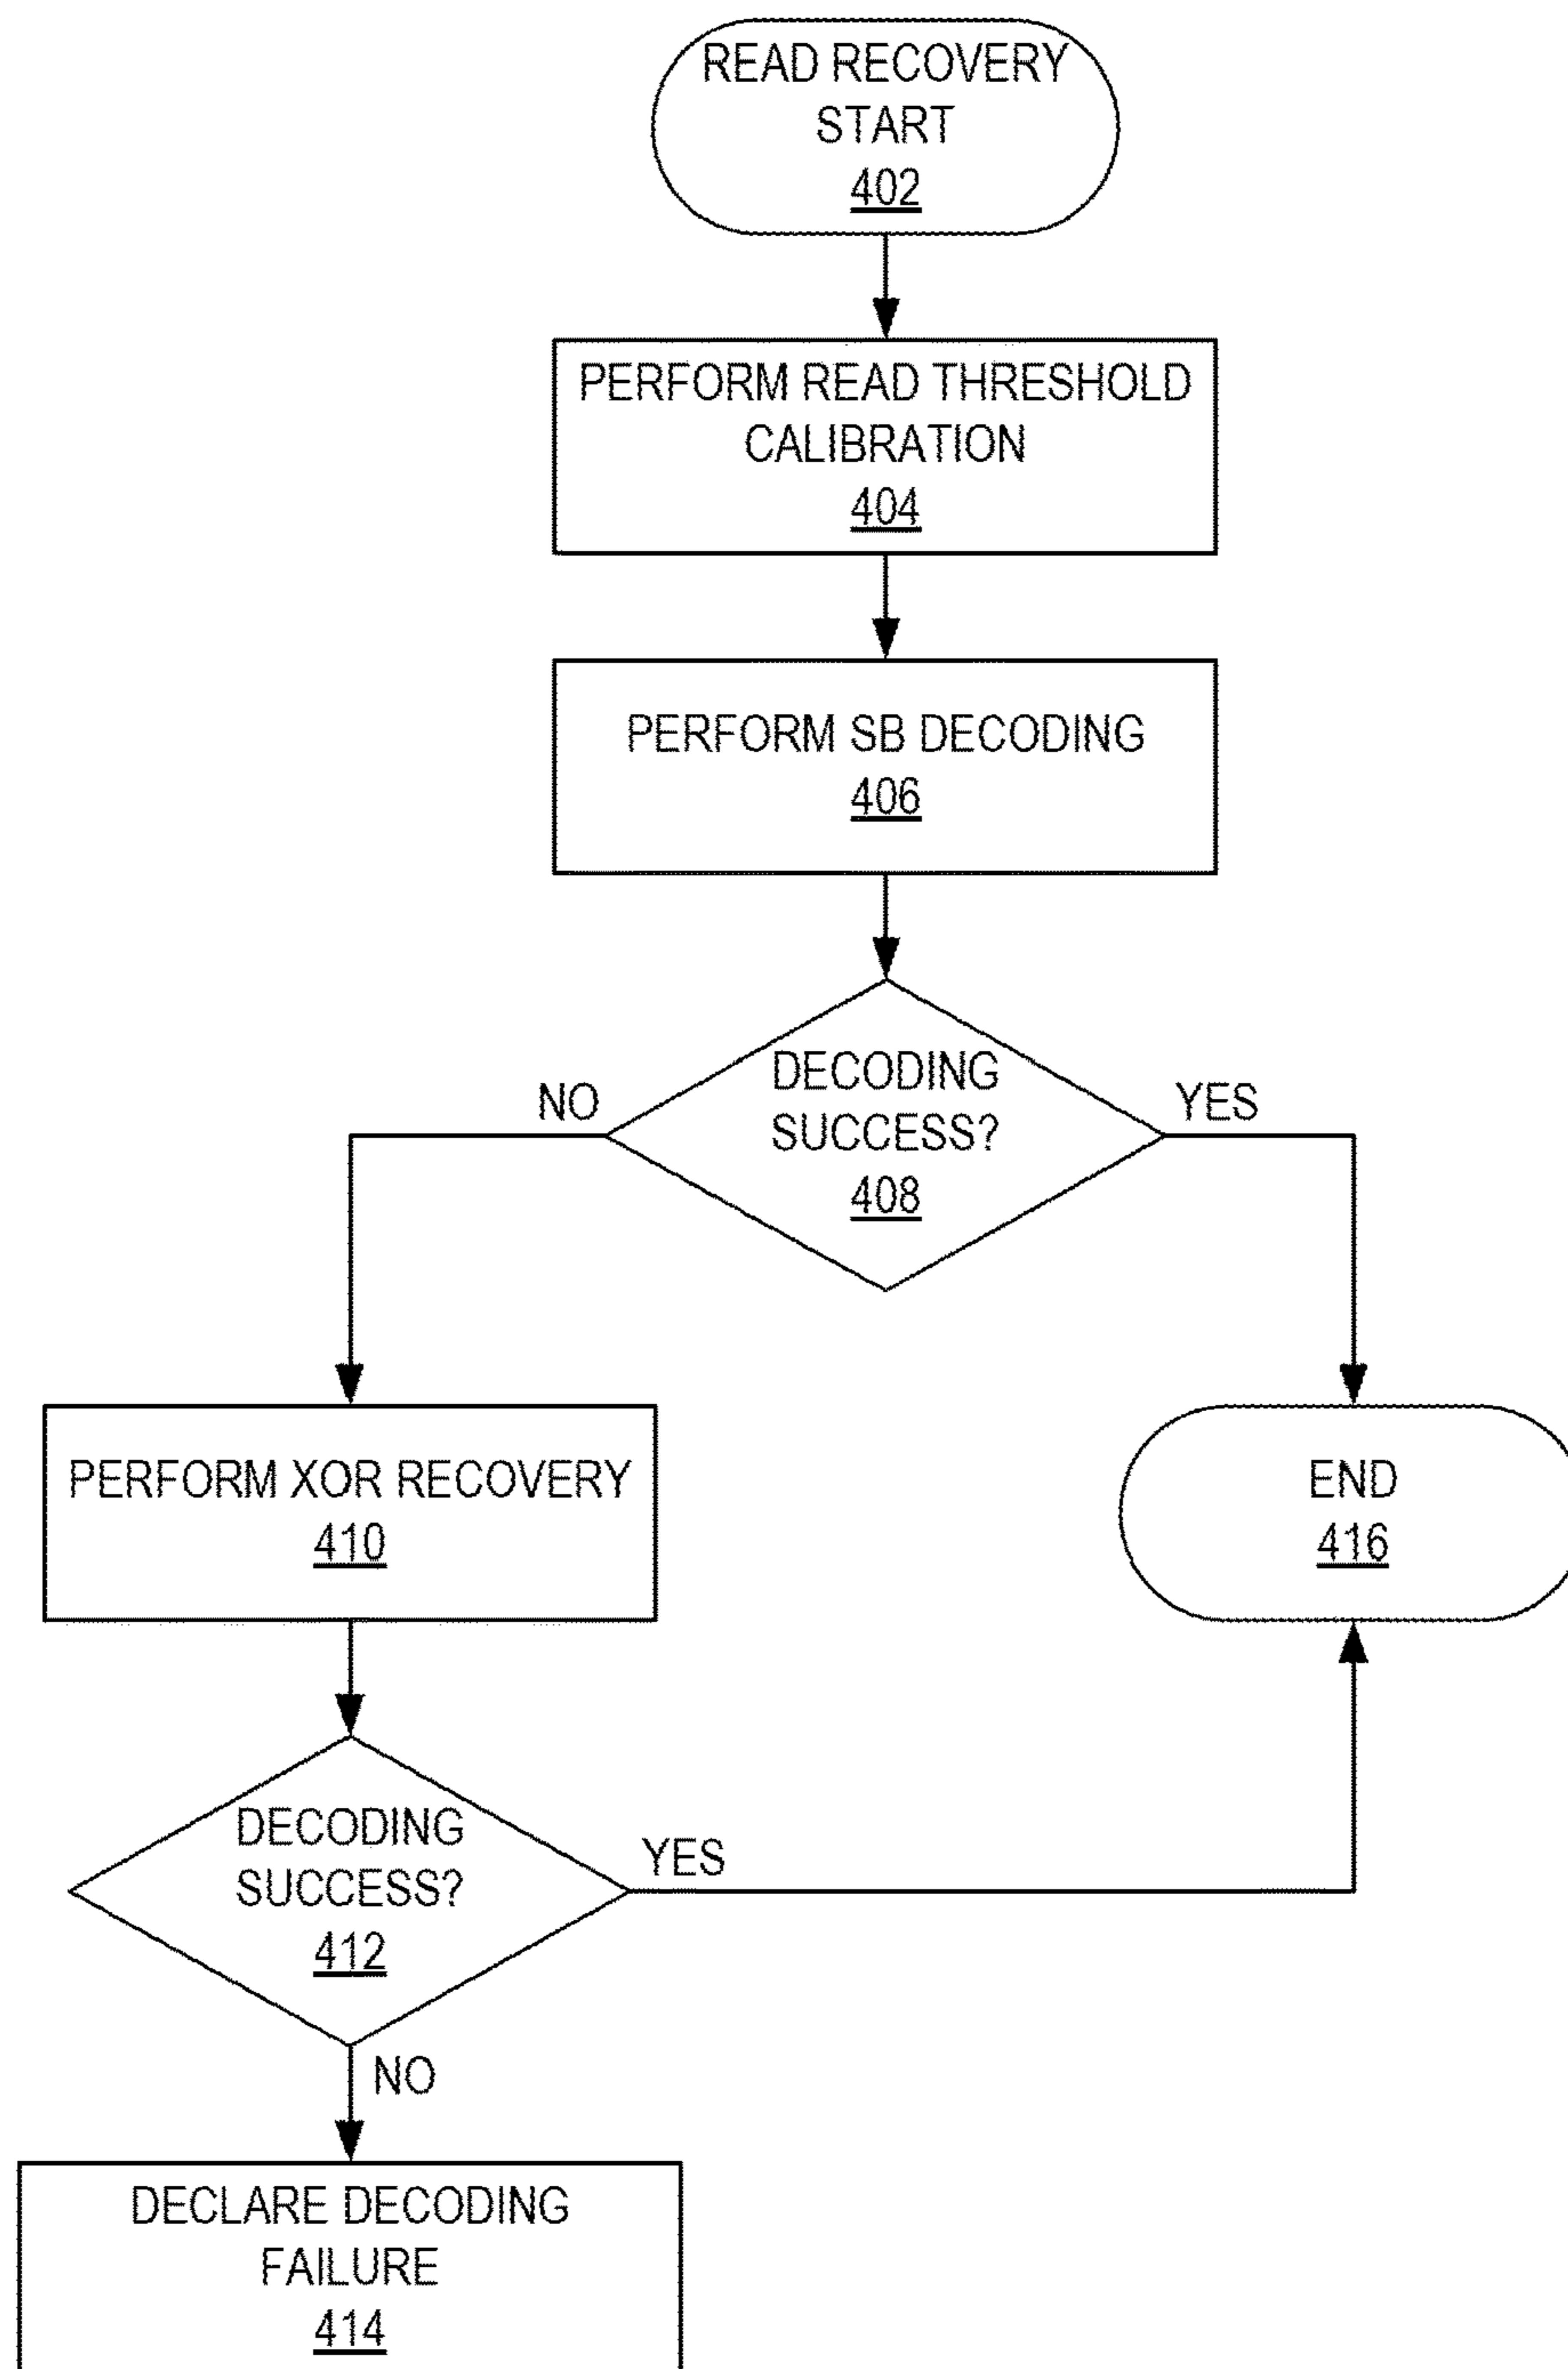 READ RECOVERY
START
402
PERFORM READ THRESHOLD
CALIBRATION
404
PERFORM SB DECODING
406
DECODING
SUCCESS?
408
NO
YES
PERFORM XOR RECOVERY
410
END
416
DECODING
SUCCESS?
412
YES
NO
DECLARE DECODING
FAILURE
414